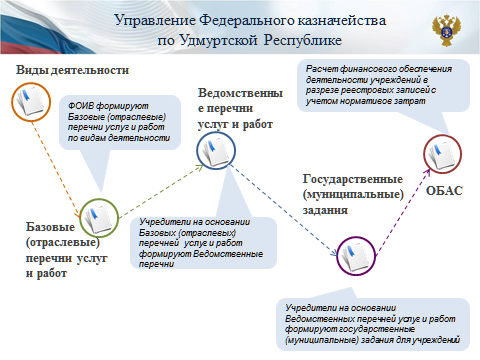 Управление Федерального казначейства
по Удмуртской Республике
Виды деятельности
ФОИВ формируют
Базовые (отраслевые)
перечни услуг и работ
по видам деятельности
Ведомственны
е перечни
услуг и работ
Расчет финансового обеспечения
деятельности учреждений в
разрезе реестровых записей с
учетом нормативов затрат
Базовые
(отраслевые)
перечни услуг
и работ
Учредители на основании
Базовых (отраслевых)
перечней услуг и работ
формируют Ведомственные
перечни
Государственные
(муниципальные)
задания
ОБАС
Учредители на основании
Ведомственных перечней услуг и работ
формируют государственные
(муниципальные) задания для учреждений